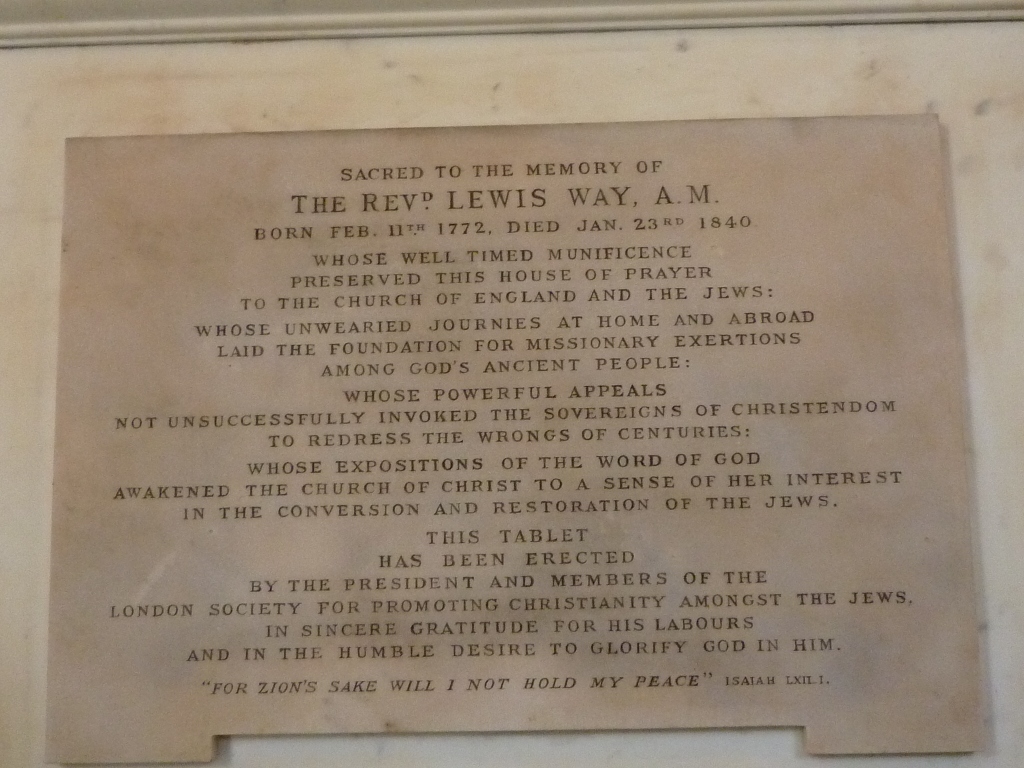 SACRED TO THE MEMORY OF
THE REVD. LEWIS WAY, A.M.
BORN FEB. 11TH 1772, DIED JAN. 23RD 1840
WHOSE WELL TIMED MUNIFICENCE
PRESERVED THIS HOUSE OF PRAYER
TO THE CHURCH OF ENGLAND AND THE JEWS:
WHOSE UNWEARIED JOURNIES AT HOME AND ABROAD
LAID THE FOUNDATION FOR MISSIONARY EXERTIONS
AMONG GOD'S ANCIENT PEOPLE:
WHOSE POWERFUL APPEALS
NOT UNSUCCESSFULLY INVOKED THE SOVEREIGNS OF CHRISTENDOM
TO REDRESS THE WRONGS OF CENTURIES:
WHOSE EXPOSITIONS OF THE WORD OF GOD
AWAKENED THE CHURCH OF CHRIST TO A SENSE OF HER INTEREST
IN THE CONVERSION AND RESTORATION OF THE JEWS.
THIS TABLET
HAS BEEN ERECTED
BY THE PRESIDENT AND MEMBERS OF THE
LONDON SOCIETY FOR PROMOTING CHRISTIANITY AMONGST THE JEWS,
IN SINCERE GRATITUDE FOR HIS LABOURS
AND IN THE HUMBLE DESIRE TO GLORIFY GOD IN HIM.
"FOR ZION'S SAKE WILL I NOT HOLD MY PEACE" ISAIAH LXII.I.